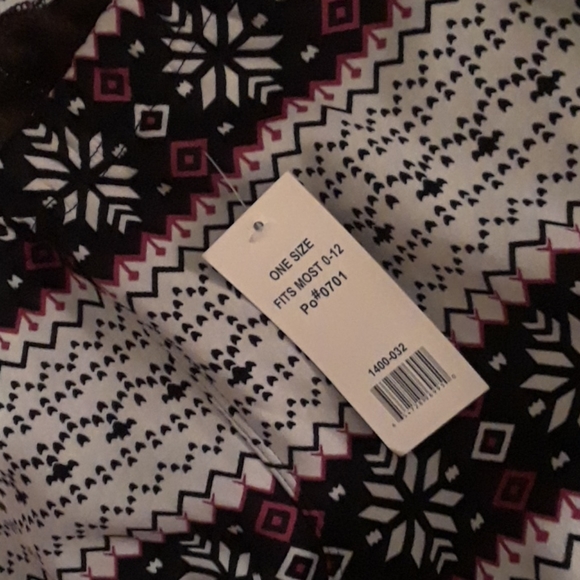 ONE SIZE
FITS MOST 0-12
Po#0701
1400-032